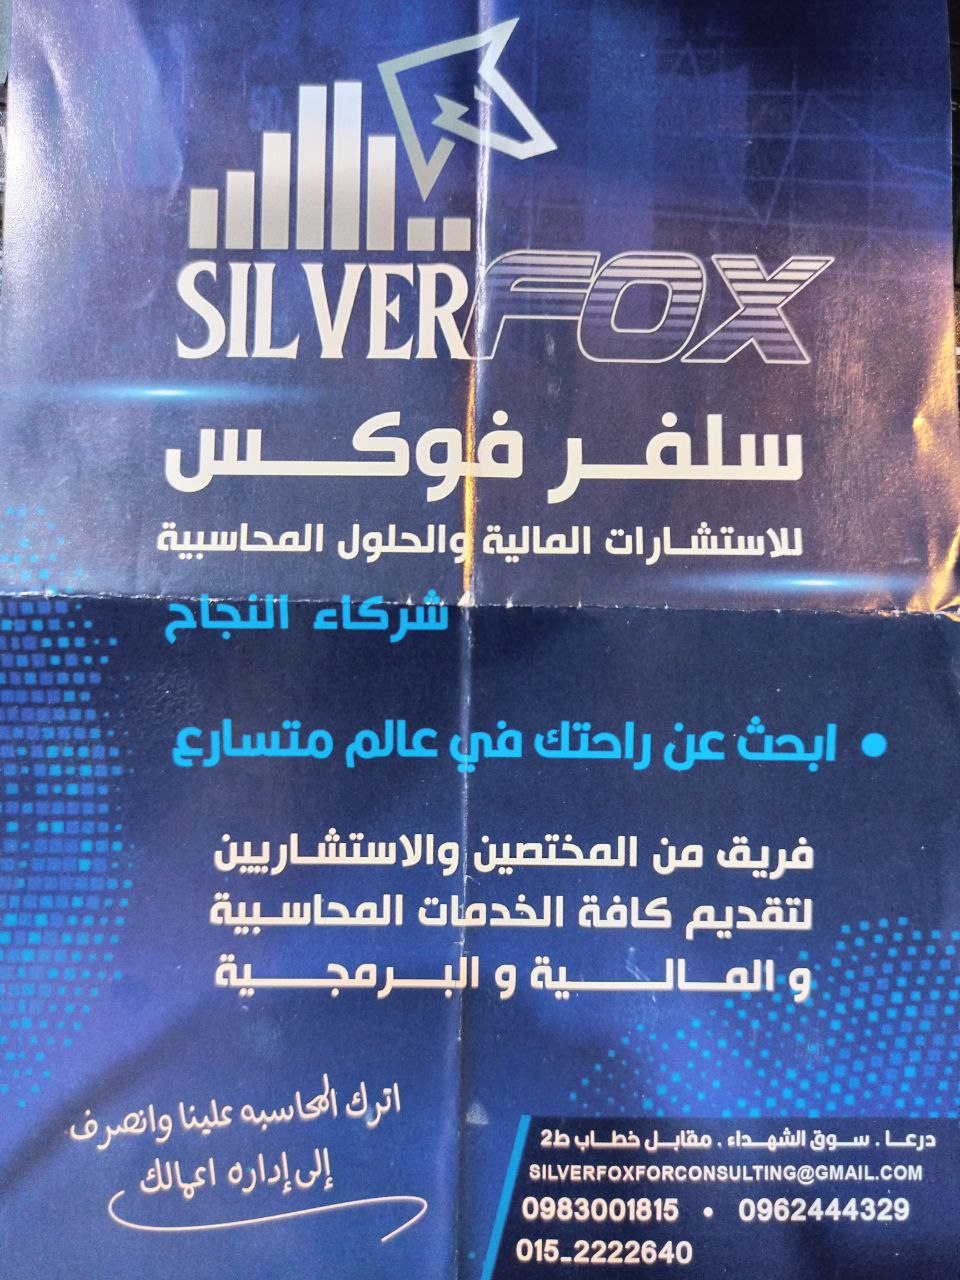 SILVER FOX
سلفر فوكس
للاستشارات المالية والحلول المحاسبية
شركاء النجاح
• ابحث عن راحتك في عالم متسارع
فريق من المختصين والاستشاريين
لتقديم كافة الخدمات المحاسبية
و المالية و البرمجية
اترك المحاسبه علينا وانصرف
إلى إداره اعمالك
درعا . سوق الشهداء . مقابل خطاب ط2
SILVERFOXFORCONSULTING@GMAIL.COM
0983001815 • 0962444329
015_2222640